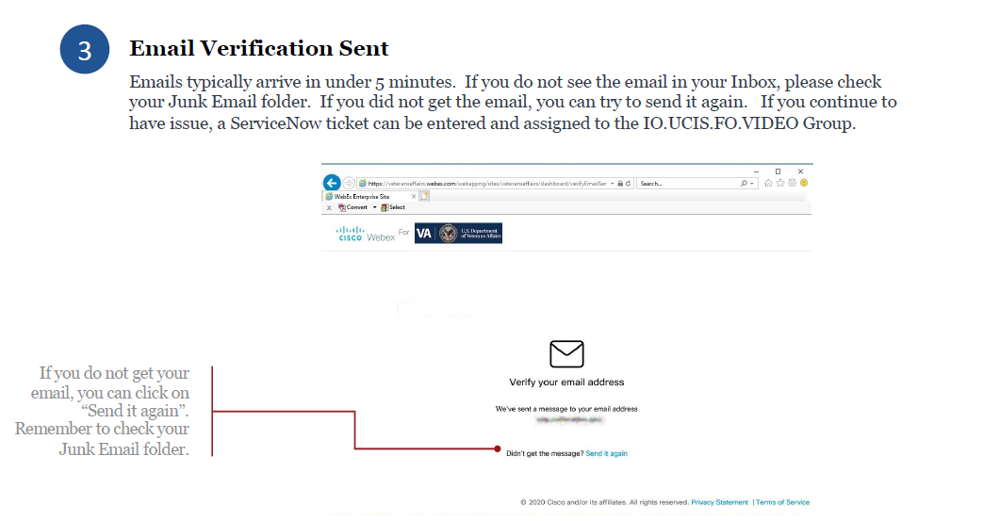 3
Email Verification Sent
Emails typically arrive in under 5 minutes.  If you do not see the email in your Inbox, please check
your Junk Email folder.  If you did not get the email, you can try to send it again.   If you continue to
have issue, a ServiceNow ticket can be entered and assigned to the IO.UCIS.FO.VIDEO Group.
https://veteransaffairs.webex.com/webappng/sites/veteransaffairs/dashboard/verifyEmailSer
Search...
WebEx Enterprise Site
x Convert Select
CISCO Webex For VA U.S. Department
of Veterans Affairs
If you do not get your
email, you can click on
“Send it again”.
Remember to check your
Junk Email folder.
Verify your email address
We've sent a message to your email address
Didn't get the message? Send it again
© 2020 Cisco and/or its affiliates. All rights reserved. Privacy Statement | Terms of Service